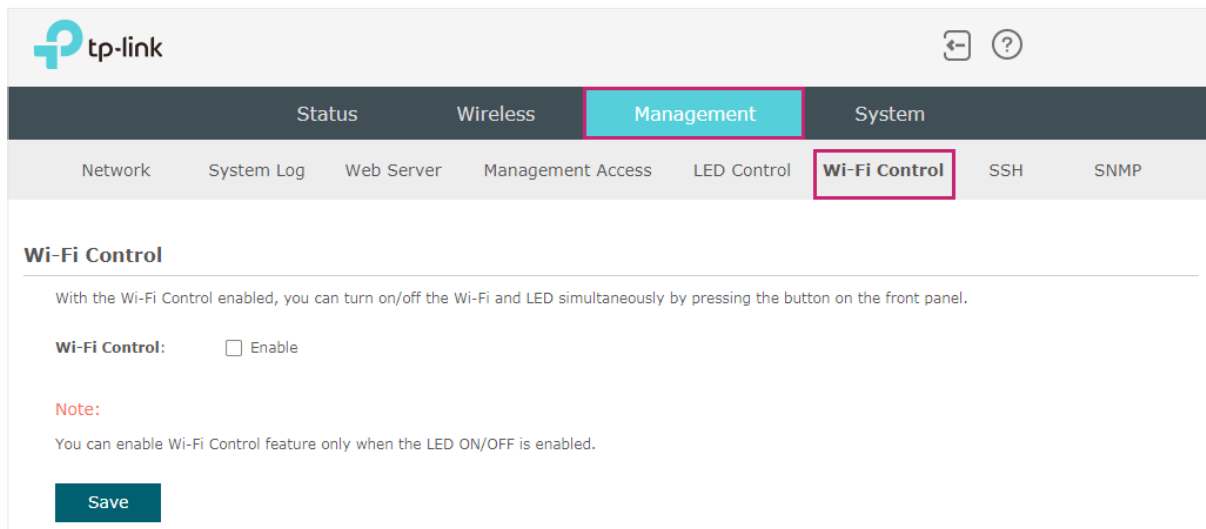 tp-link
Status Wireless Management System
Network System Log Web Server Management Access LED Control Wi-Fi Control SSH SNMP
Wi-Fi Control
With the Wi-Fi Control enabled, you can turn on/off the Wi-Fi and LED simultaneously by pressing the button on the front panel.
Wi-Fi Control: Enable
Note:
You can enable Wi-Fi Control feature only when the LED ON/OFF is enabled.
Save